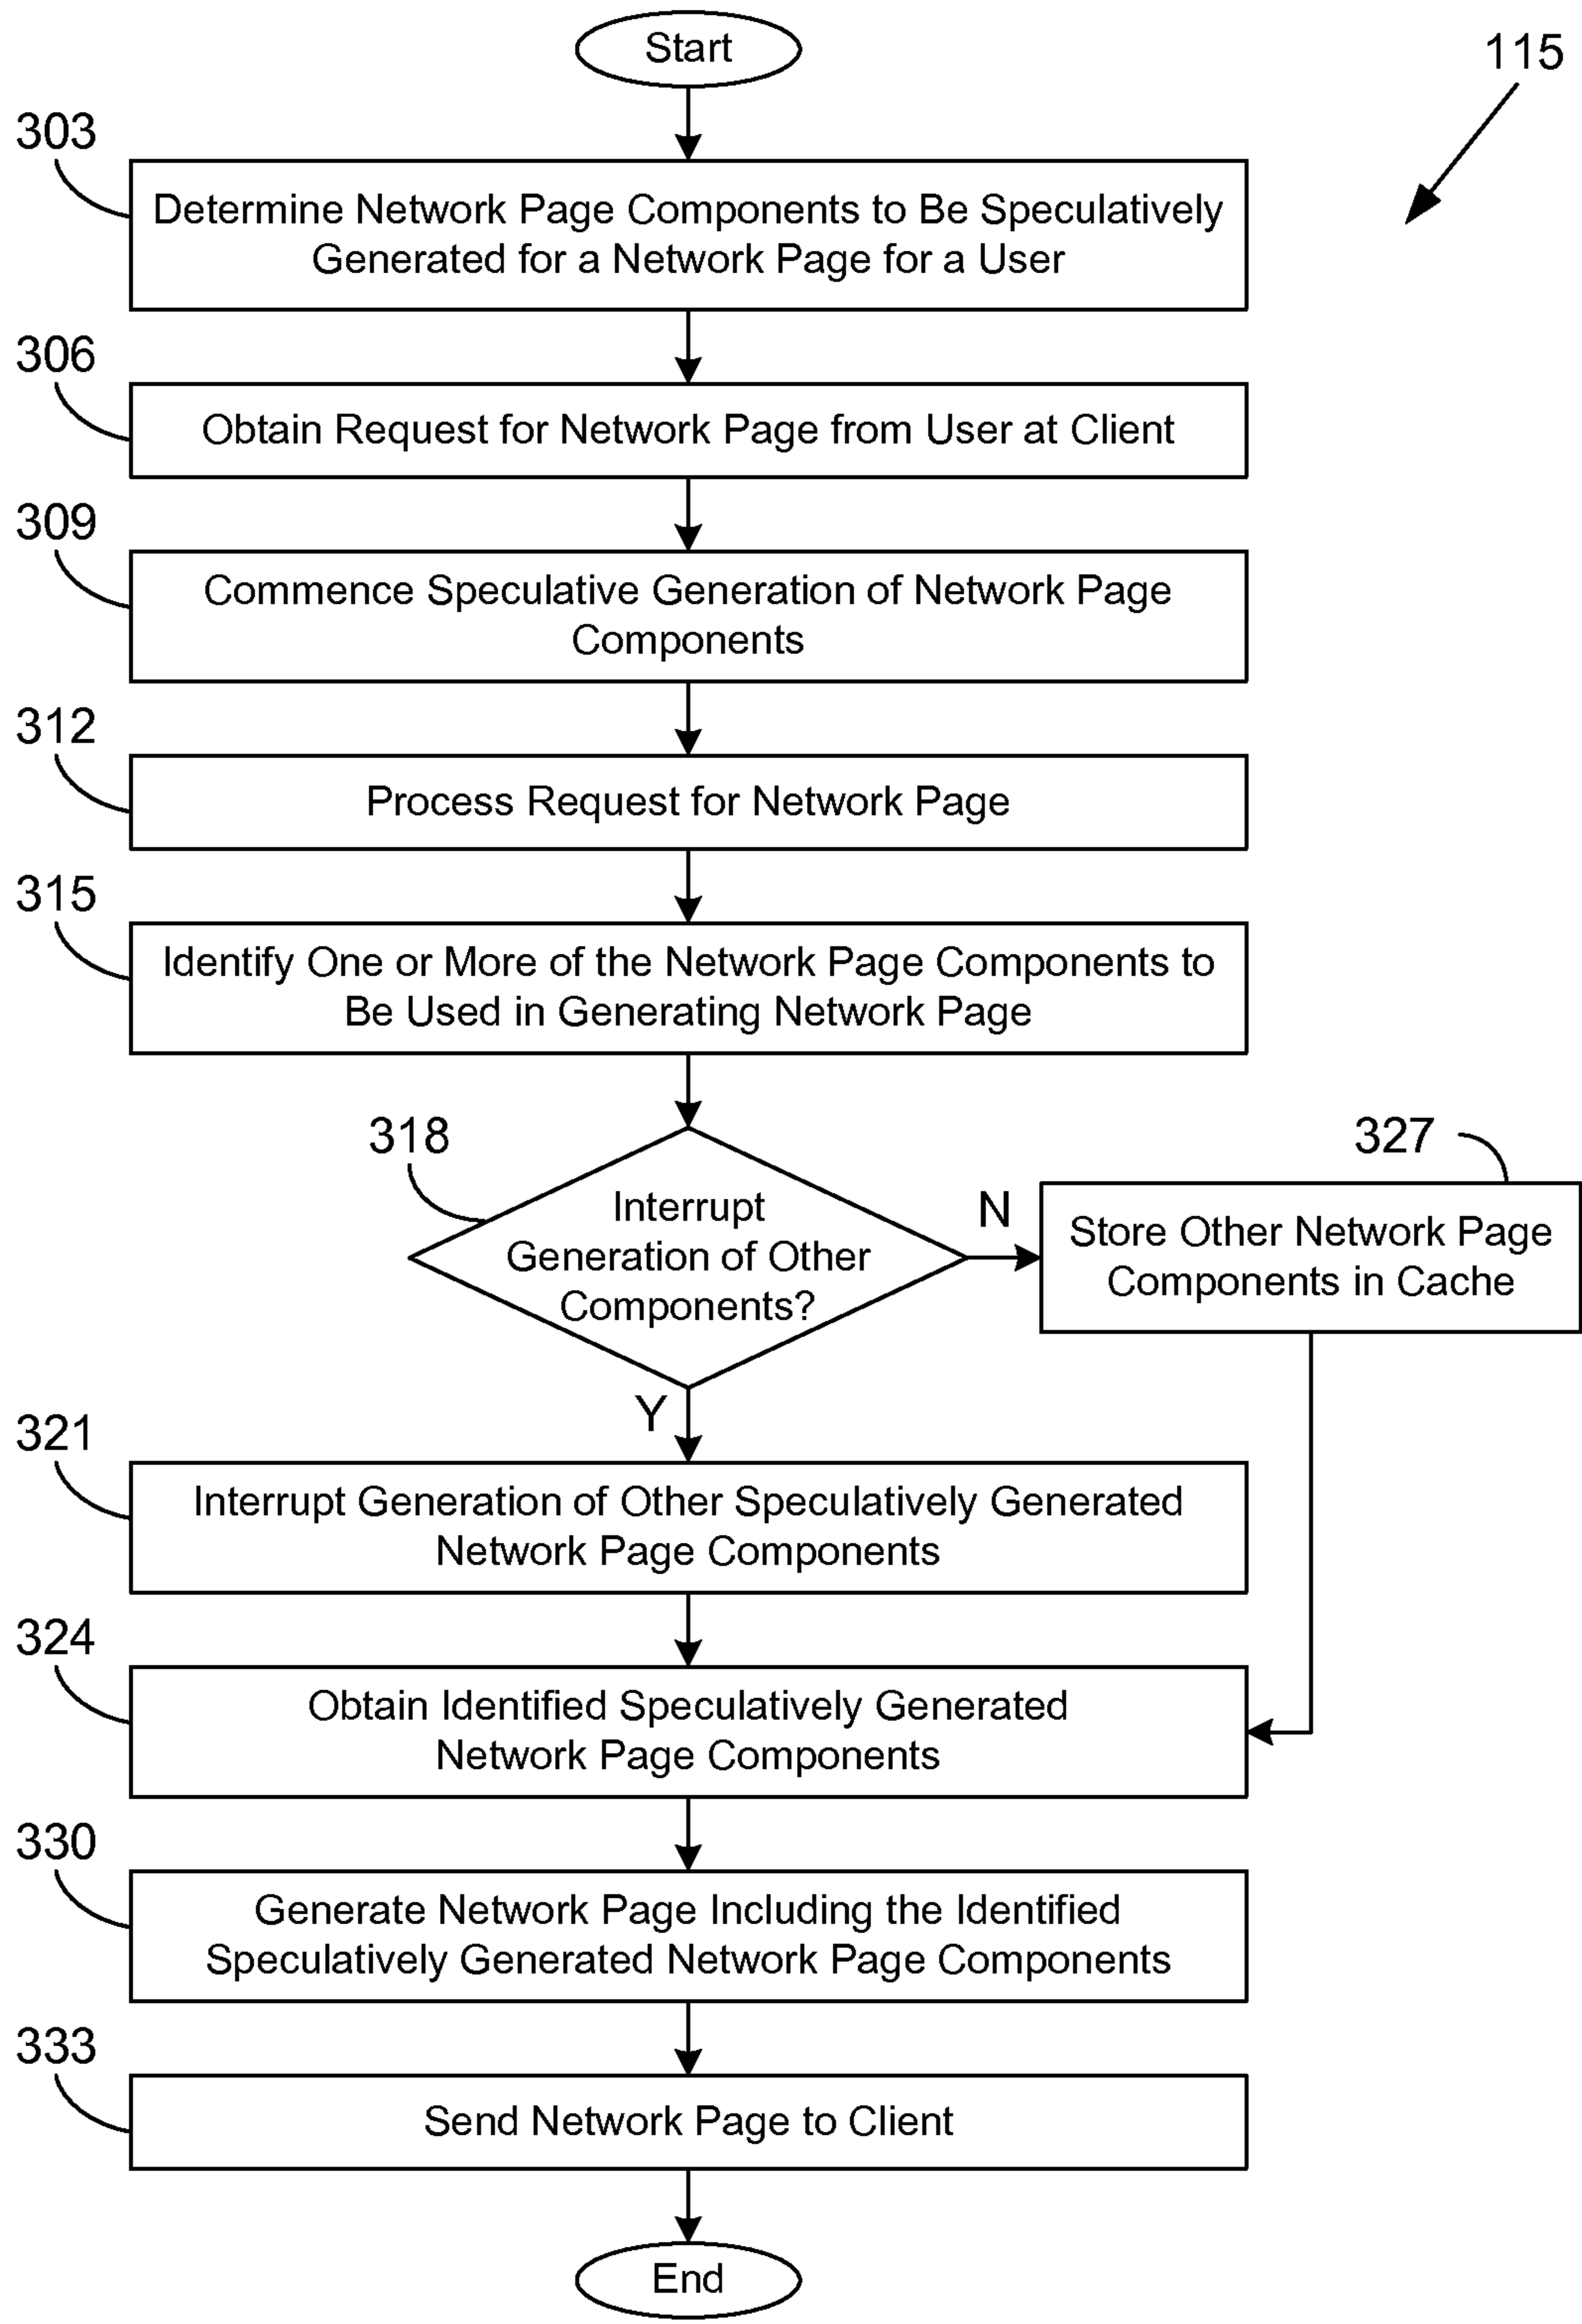 Start
115
303
Determine Network Page Components to Be Speculatively
Generated for a Network Page for a User
306
Obtain Request for Network Page from User at Client
309
Commence Speculative Generation of Network Page
Components
312
Process Request for Network Page
315
Identify One or More of the Network Page Components to
Be Used in Generating Network Page
318
Interrupt
Generation of Other
Components?
N
327
Store Other Network Page
Components in Cache
Y
321
Interrupt Generation of Other Speculatively Generated
Network Page Components
324
Obtain Identified Speculatively Generated
Network Page Components
330
Generate Network Page Including the Identified
Speculatively Generated Network Page Components
333
Send Network Page to Client
End